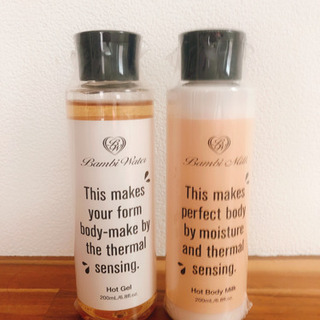 Bambi Water
This makes
your form
body-make by
the thermal
sensing.
Hot Gel
200mL/6.8fl.oz
Bambi Milk
This makes
perfect body
by moisture
and thermal
sensing.
Hot Body Milk
200mL/6.8fl.oz